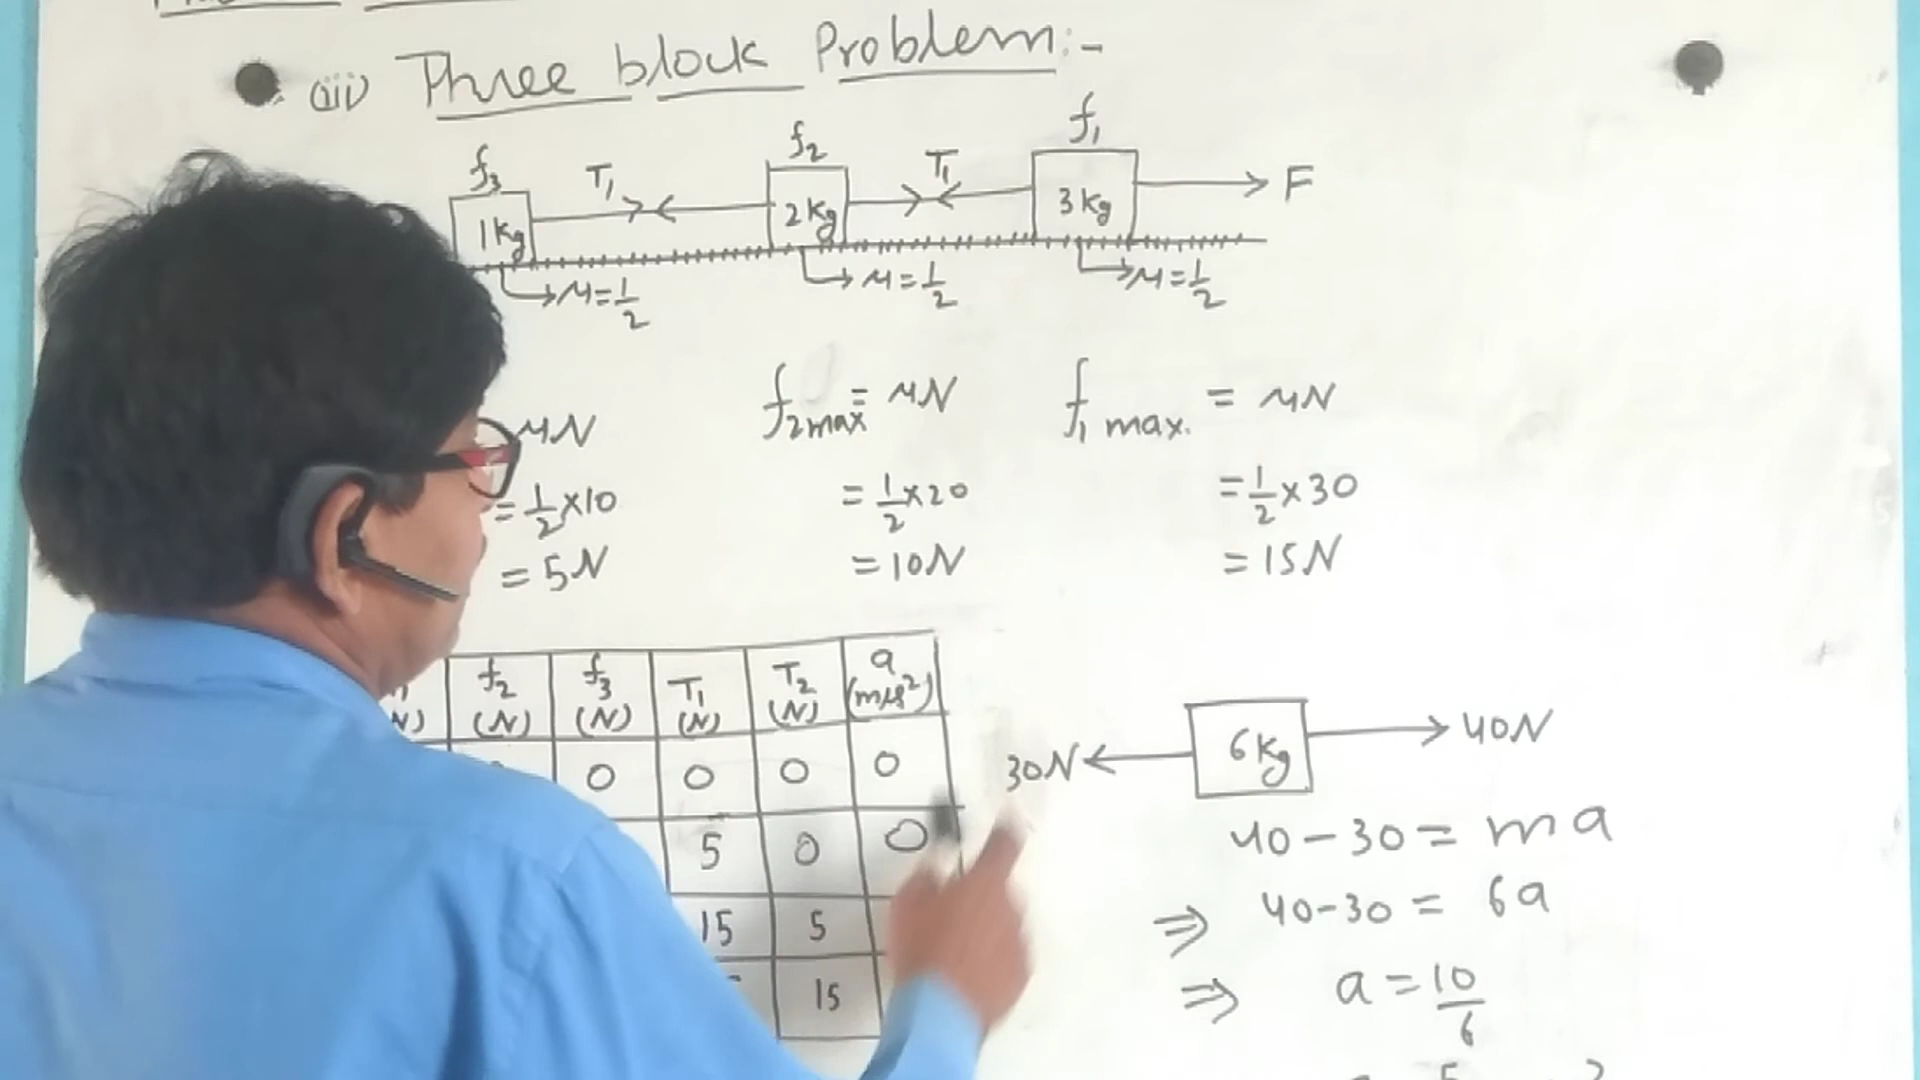 (iii) Three block Problem:-
f₃ T₁ f₂ T₁ f₁
1kg 2kg 3kg F
μ=1/2 μ=1/2 μ=1/2
μN f₂max = μN f₁max. = μN
=1/2×10 =1/2×20 =1/2×30
=5N =10N =15N
f₂ (N) f₃ (N) T₁ (N) T₂ (N) a (m/s²)
0 0 0 0
5 0 0
15 5
15
30N 6kg 40N
40-30= ma
⇒ 40-30= 6a
⇒ a=10/6